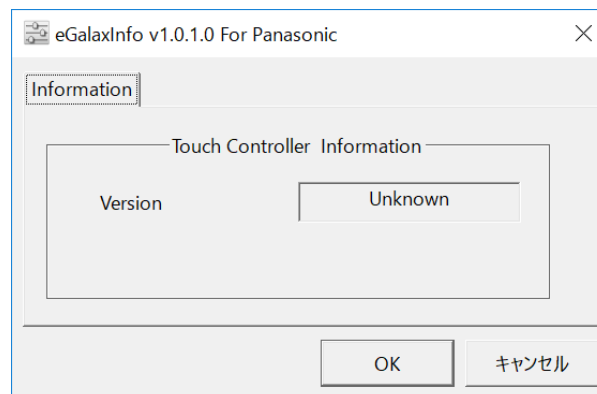 eGalaxInfo v1.0.1.0 For Panasonic
Information
Touch Controller Information
Version Unknown
OK キャンセル